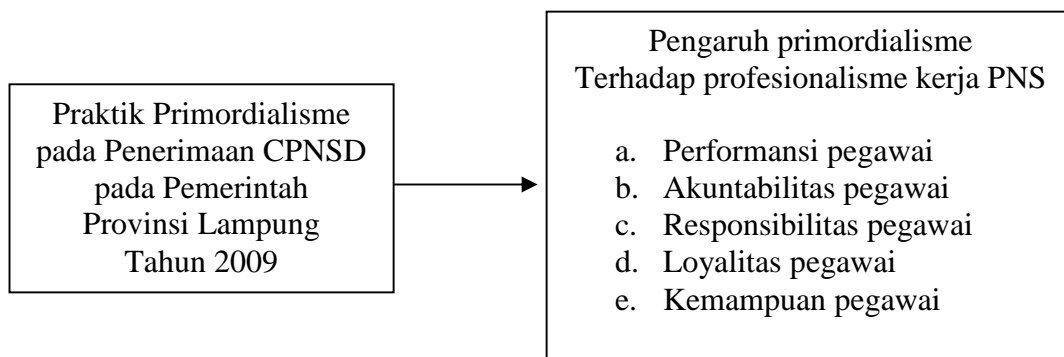 Praktik Primordialisme
pada Penerimaan CPNSD
pada Pemerintah
Provinsi Lampung
Tahun 2009
Pengaruh primordialisme
Terhadap profesionalisme kerja PNS
a. Performansi pegawai
b. Akuntabilitas pegawai
c. Responsibilitas pegawai
d. Loyalitas pegawai
e. Kemampuan pegawai